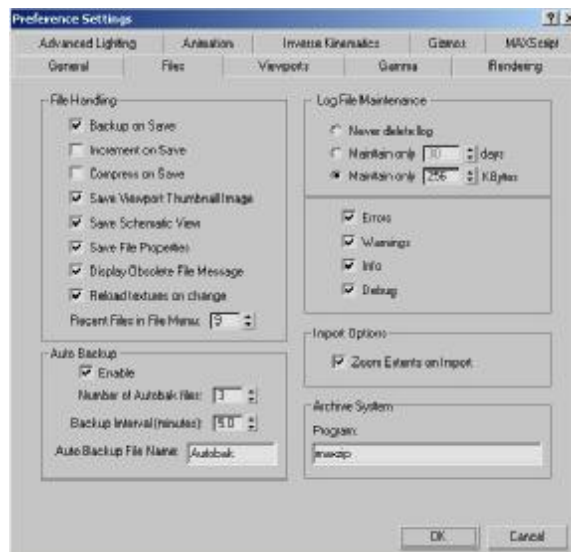 Preference Settings
Advanced Lighting
Animation
Inverse Kinematics
Gizmos
MAXScript
General
Files
Viewports
Gamma
Rendering
File Handling
Backup on Save
Increment on Save
Compress on Save
Save Viewport Thumbnail Image
Save Schematic View
Save File Properties
Display Obsolete File Message
Reload textures on change
Recent Files in File Menu: 9
Auto Backup
Enable
Number of Autobak files: 3
Backup Interval (minutes): 5.0
Auto Backup File Name: Autobak
Log File Maintenance
Never delete log
Maintain only 30 days
Maintain only 256 KBytes
Errors
Warnings
Info
Debug
Import Options
Zoom Extents on Import
Archive System
Program:
maxzip
OK
Cancel